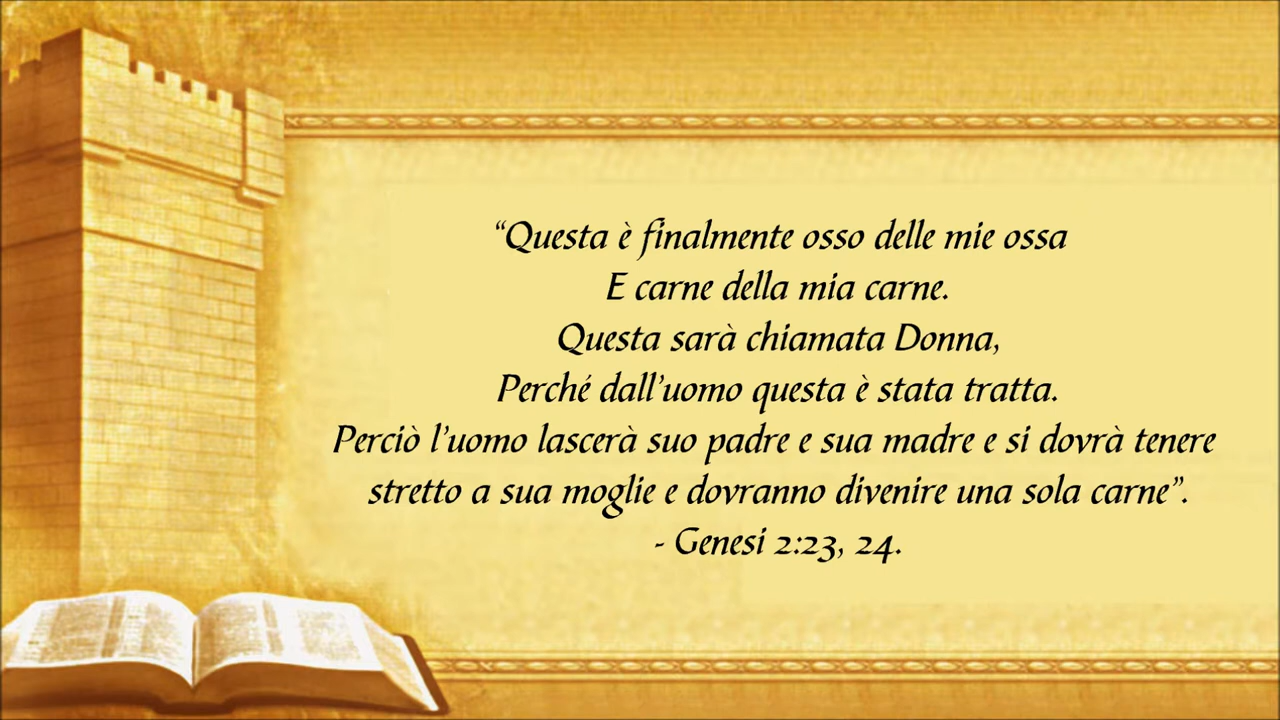 “Questa è finalmente osso delle mie ossa
E carne della mia carne.
Questa sarà chiamata Donna,
Perché dall’uomo questa è stata tratta.
Perciò l’uomo lascerà suo padre e sua madre e si dovrà tenere
stretto a sua moglie e dovranno divenire una sola carne”.
- Genesi 2:23, 24.